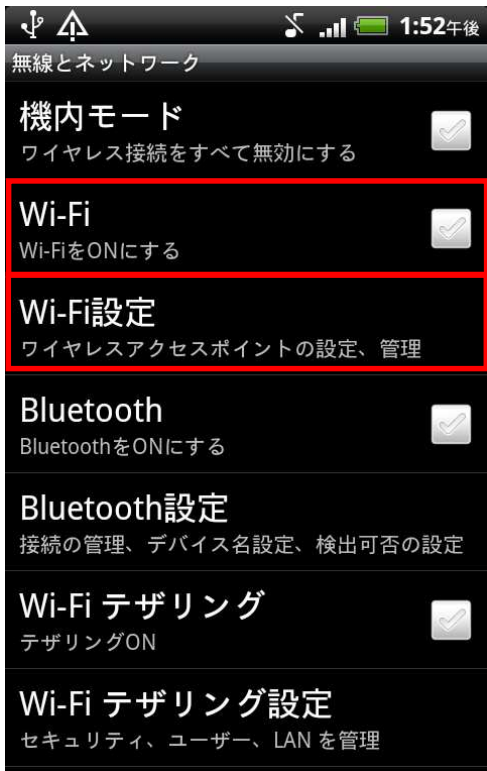 1:52午後
無線とネットワーク
機内モード
ワイヤレス接続をすべて無効にする
Wi-Fi
Wi-FiをONにする
Wi-Fi設定
ワイヤレスアクセスポイントの設定、管理
Bluetooth
BluetoothをONにする
Bluetooth設定
接続の管理、デバイス名設定、検出可否の設定
Wi-Fi テザリング
テザリングON
Wi-Fi テザリング設定
セキュリティ、ユーザー、LAN を管理